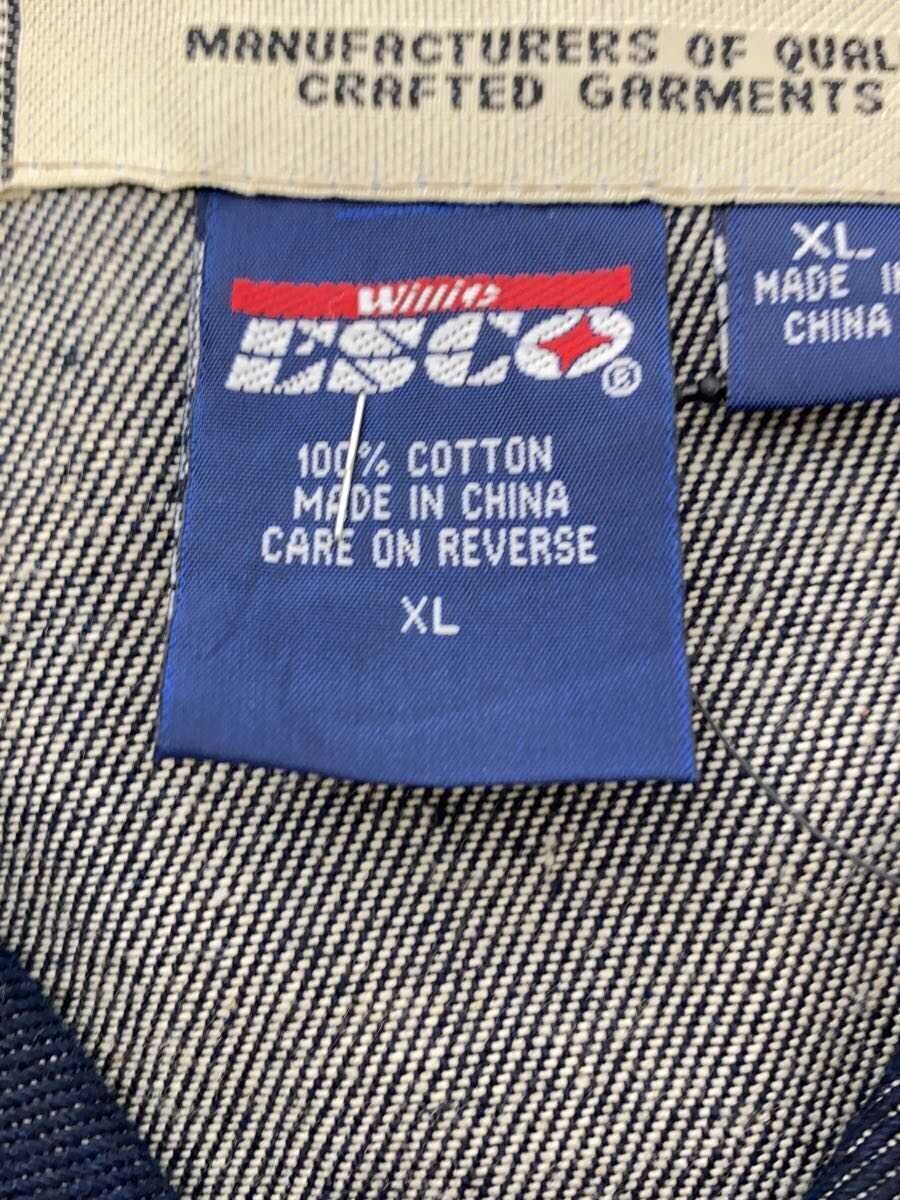 MANUFACTURERS OF QUAL
CRAFTED GARMENTS
Willie
ESCO®
100% COTTON
MADE IN CHINA
CARE ON REVERSE
XL
XL
MADE I
CHINA